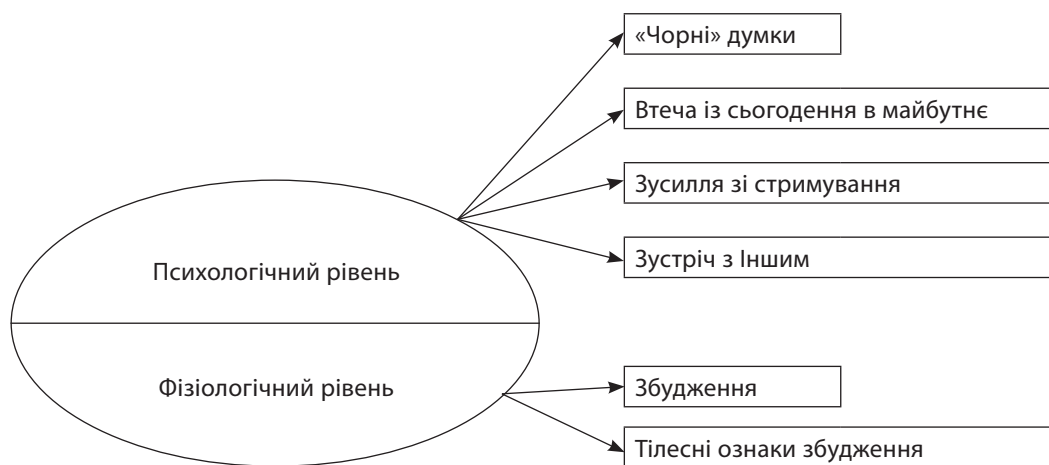 «Чорні» думки
Втеча із сьогодення в майбутнє
Зусилля зі стримування
Зустріч з Іншим
Психологічний рівень
Фізіологічний рівень
Збудження
Тілесні ознаки збудження